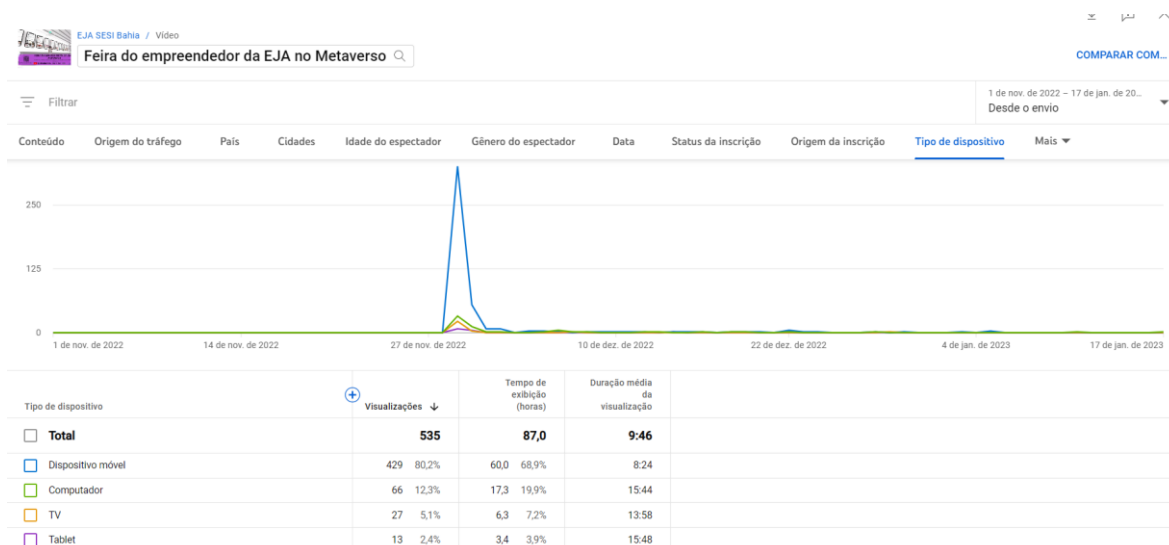 EJA SESI Bahia / Vídeo
Feira do empreendedor da EJA no Metaverso
COMPARAR COM...
Filtrar
1 de nov. de 2022 – 17 de jan. de 20...
Desde o envio
Conteúdo Origem do tráfego País Cidades Idade do espectador Gênero do espectador Data Status da inscrição Origem da inscrição Tipo de dispositivo Mais
250
125
0
1 de nov. de 2022 14 de nov. de 2022 27 de nov. de 2022 10 de dez. de 2022 22 de dez. de 2022 4 de jan. de 2023 17 de jan. de 2023
Tipo de dispositivo Visualizações Tempo de exibição (horas) Duração média da visualização
Total 535 87,0 9:46
Dispositivo móvel 429 80,2% 60,0 68,9% 8:24
Computador 66 12,3% 17,3 19,9% 15:44
TV 27 5,1% 6,3 7,2% 13:58
Tablet 13 2,4% 3,4 3,9% 15:48